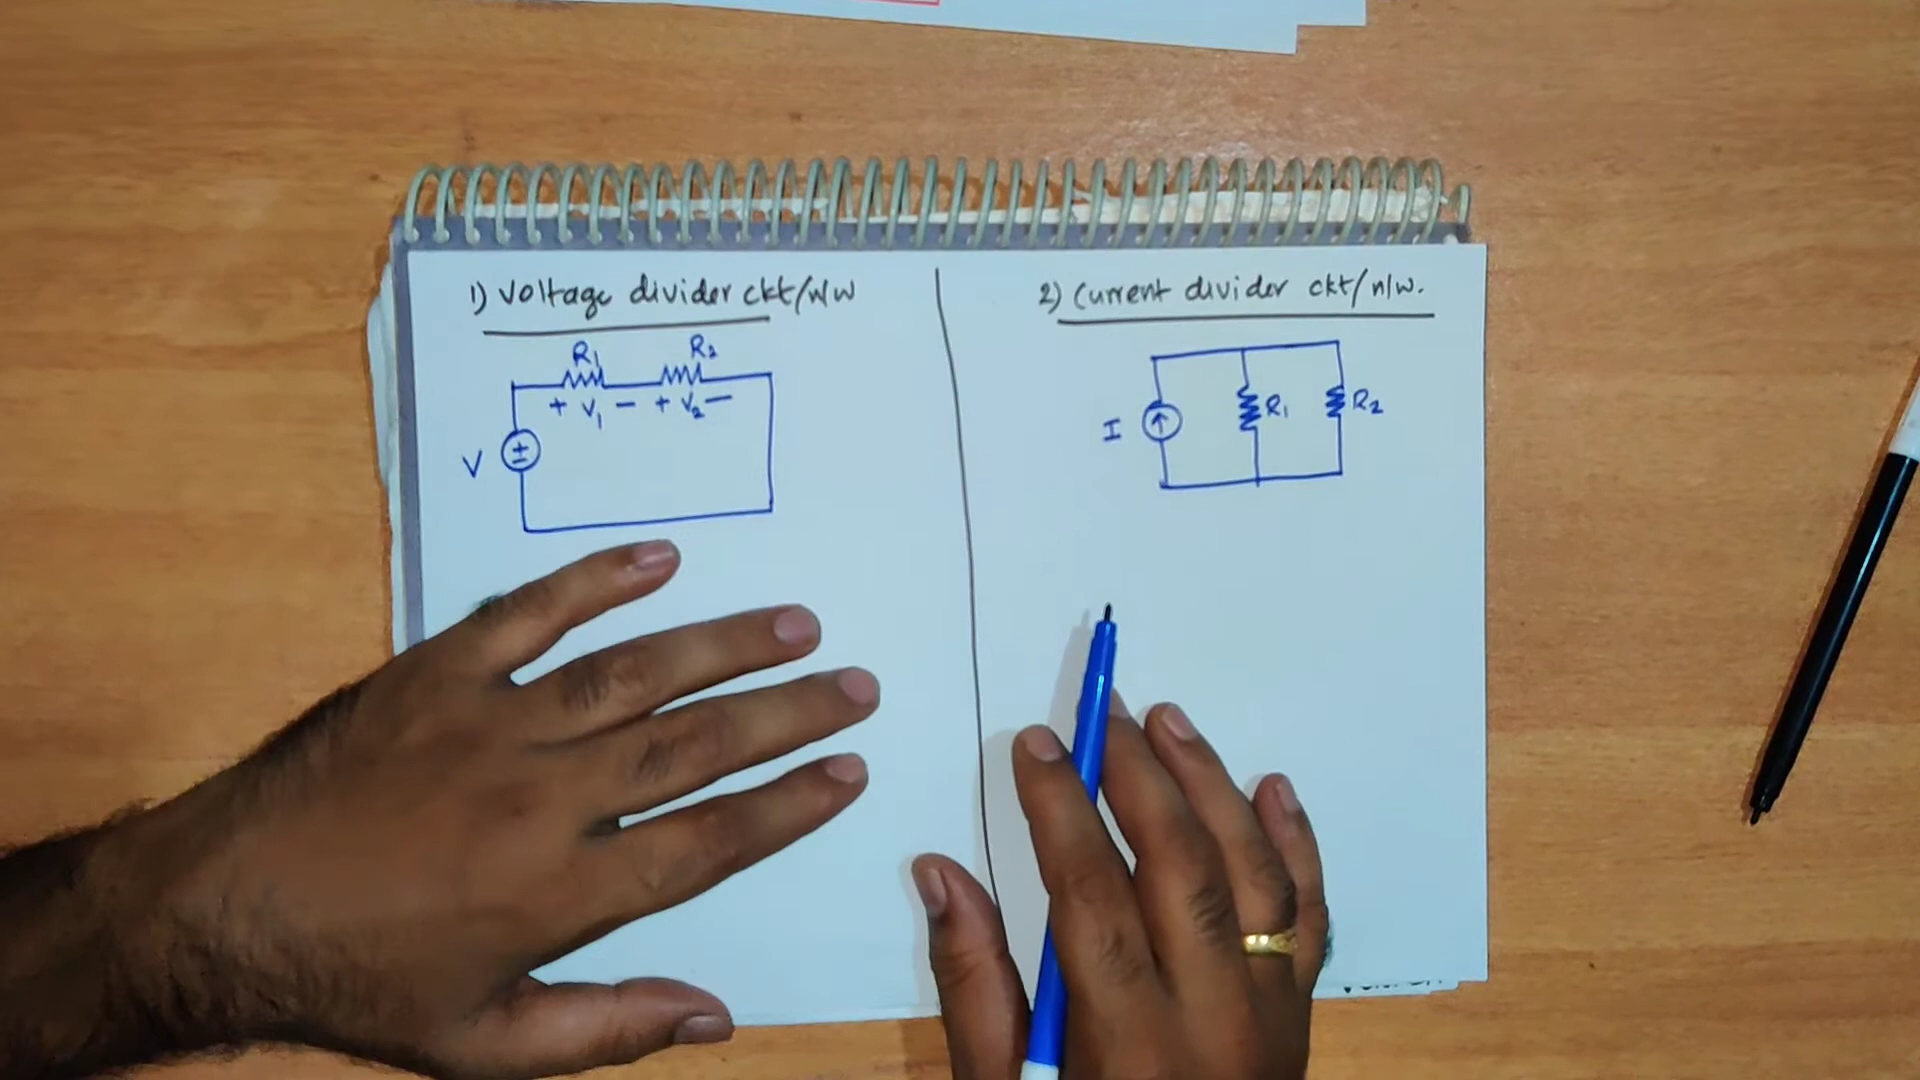 1) Voltage divider ckt/n/w
R₁ R₂
+ V₁ − + V₂ −
V
±
2) Current divider ckt/n/w.
I
R₁
R₂